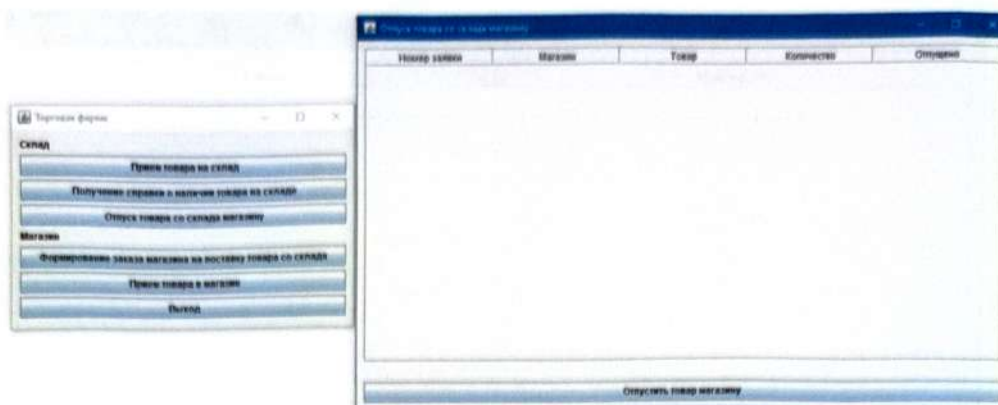 Торговая фирма
Склад
Прием товара на склад
Получение справки о наличии товара на складе
Отпуск товара со склада магазину
Магазин
Формирование заказа магазина на поставку товара со склада
Прием товара в магазин
Выход
Отпуск товара со склада магазину
Номер заявки Магазин Товар Количество Отпущено
Отпустить товар магазину